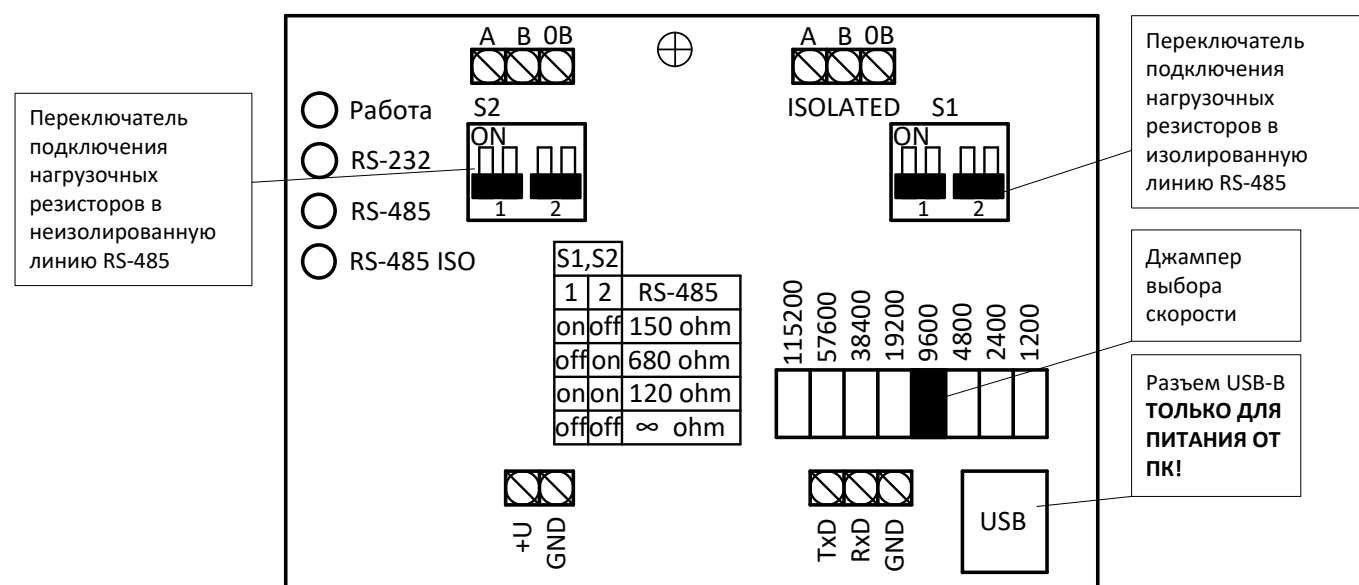 Переключатель
подключения
нагрузочных
резисторов в
неизолированную
линию RS-485
A B 0B
S2
ON
1 2
Работа
RS-232
RS-485
RS-485 ISO
A B 0B
ISOLATED S1
ON
1 2
Переключатель
подключения
нагрузочных
резисторов в
изолированную
линию RS-485
S1,S2
1 2 RS-485
on off 150 ohm
off on 680 ohm
on on 120 ohm
off off ∞ ohm
115200
57600
38400
19200
9600
4800
2400
1200
Джампер
выбора
скорости
Разъем USB-B
ТОЛЬКО ДЛЯ
ПИТАНИЯ ОТ
ПК!
+U
GND
TxD
RxD
GND
USB